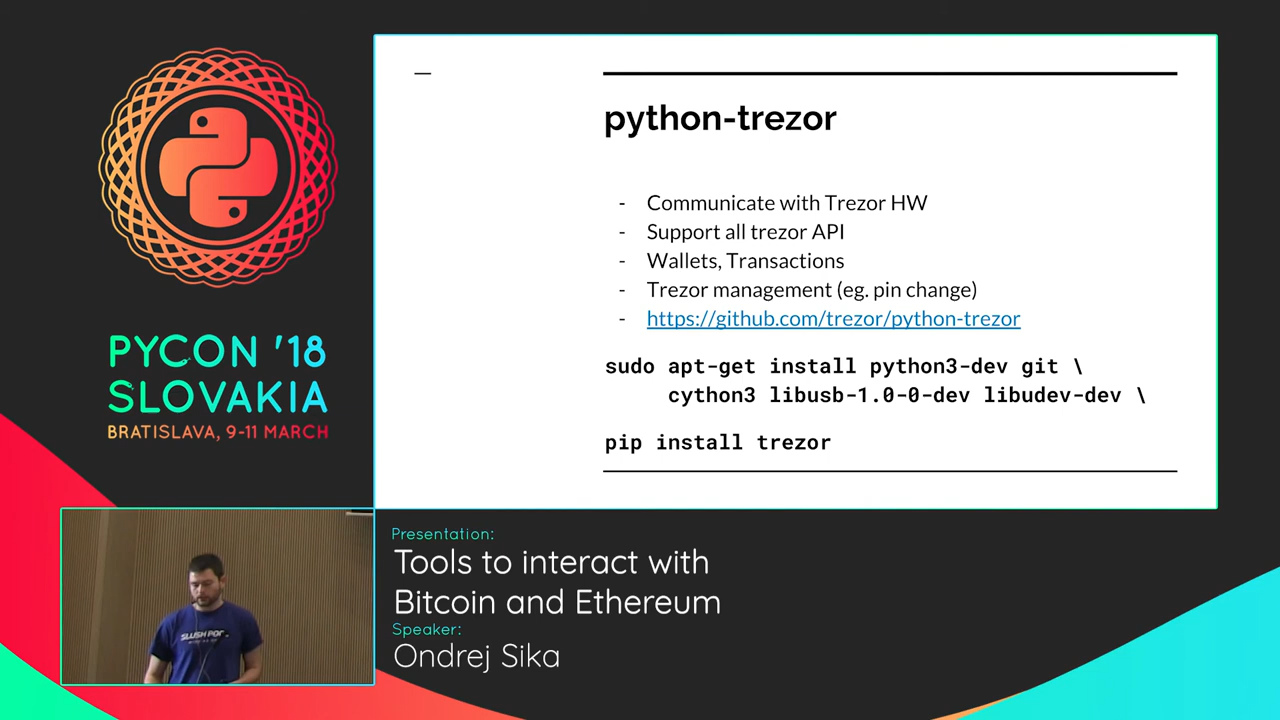 PYCON '18
SLOVAKIA
BRATISLAVA, 9-11 MARCH
python-trezor
- Communicate with Trezor HW
- Support all trezor API
- Wallets, Transactions
- Trezor management (eg. pin change)
- https://github.com/trezor/python-trezor
sudo apt-get install python3-dev git \
cython3 libusb-1.0-0-dev libudev-dev \
pip install trezor
Presentation:
Tools to interact with
Bitcoin and Ethereum
Speaker:
Ondrej Sika
SLUSH POOL